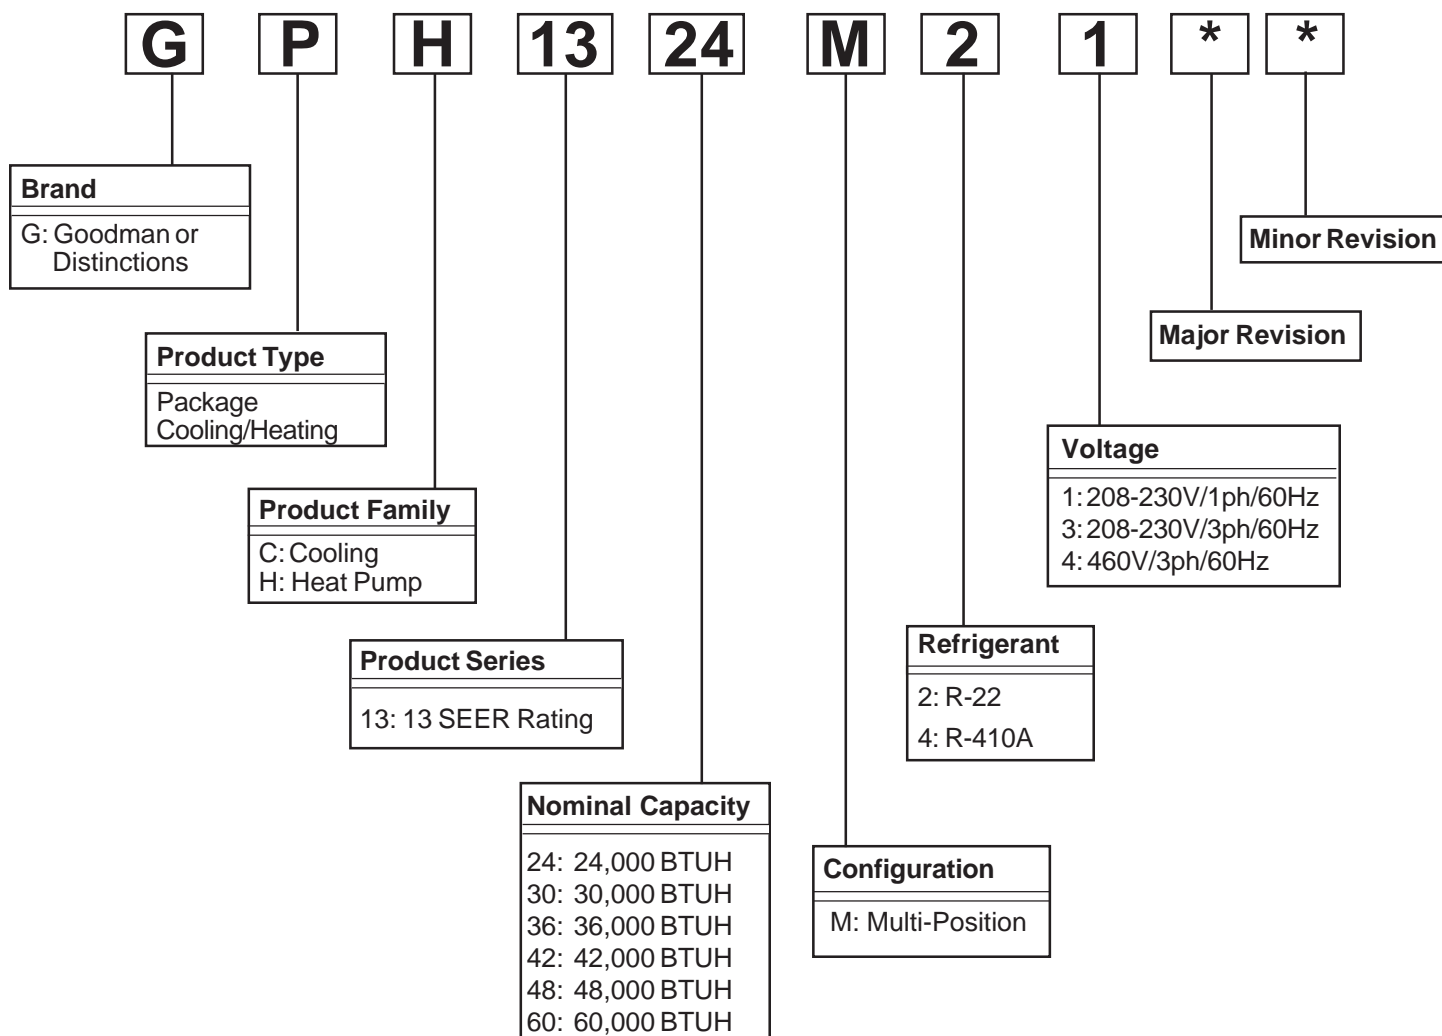 G P H 13 24 M 2 1 * *
Brand
G: Goodman or
Distinctions
Minor Revision
Major Revision
Product Type
Package
Cooling/Heating
Voltage
1: 208-230V/1ph/60Hz
3: 208-230V/3ph/60Hz
4: 460V/3ph/60Hz
Product Family
C: Cooling
H: Heat Pump
Refrigerant
2: R-22
4: R-410A
Product Series
13: 13 SEER Rating
Nominal Capacity
24: 24,000 BTUH
30: 30,000 BTUH
36: 36,000 BTUH
42: 42,000 BTUH
48: 48,000 BTUH
60: 60,000 BTUH
Configuration
M: Multi-Position